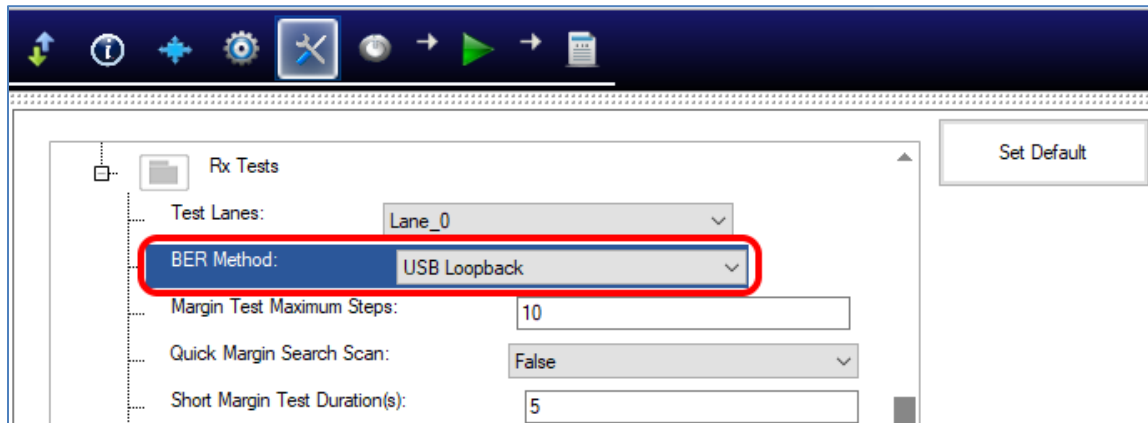 Set Default
Rx Tests
Test Lanes: Lane_0
BER Method: USB Loopback
Margin Test Maximum Steps: 10
Quick Margin Search Scan: False
Short Margin Test Duration(s): 5